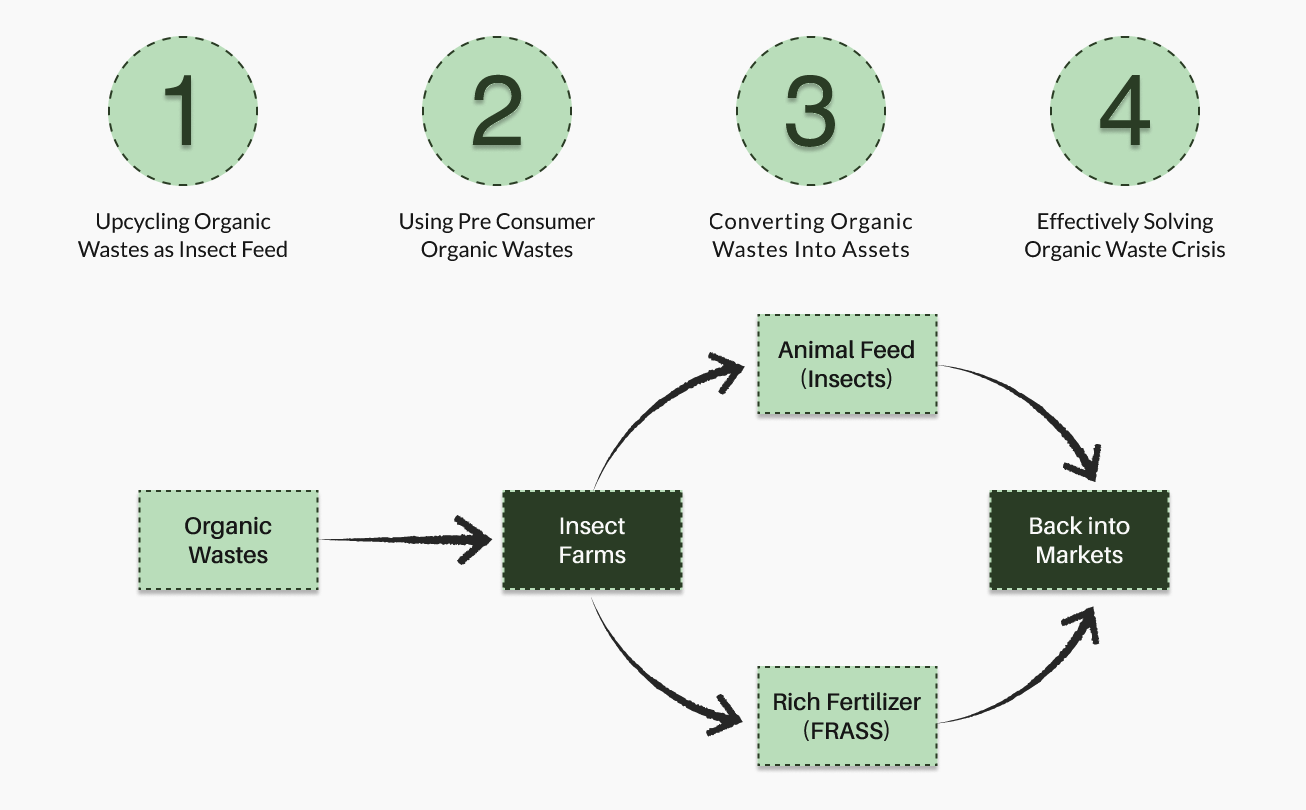 1
2
3
4
Upcycling Organic
Wastes as Insect Feed
Using Pre Consumer
Organic Wastes
Converting Organic
Wastes Into Assets
Effectively Solving
Organic Waste Crisis
Animal Feed
(Insects)
Organic
Wastes
Insect
Farms
Back into
Markets
Rich Fertilizer
(FRASS)